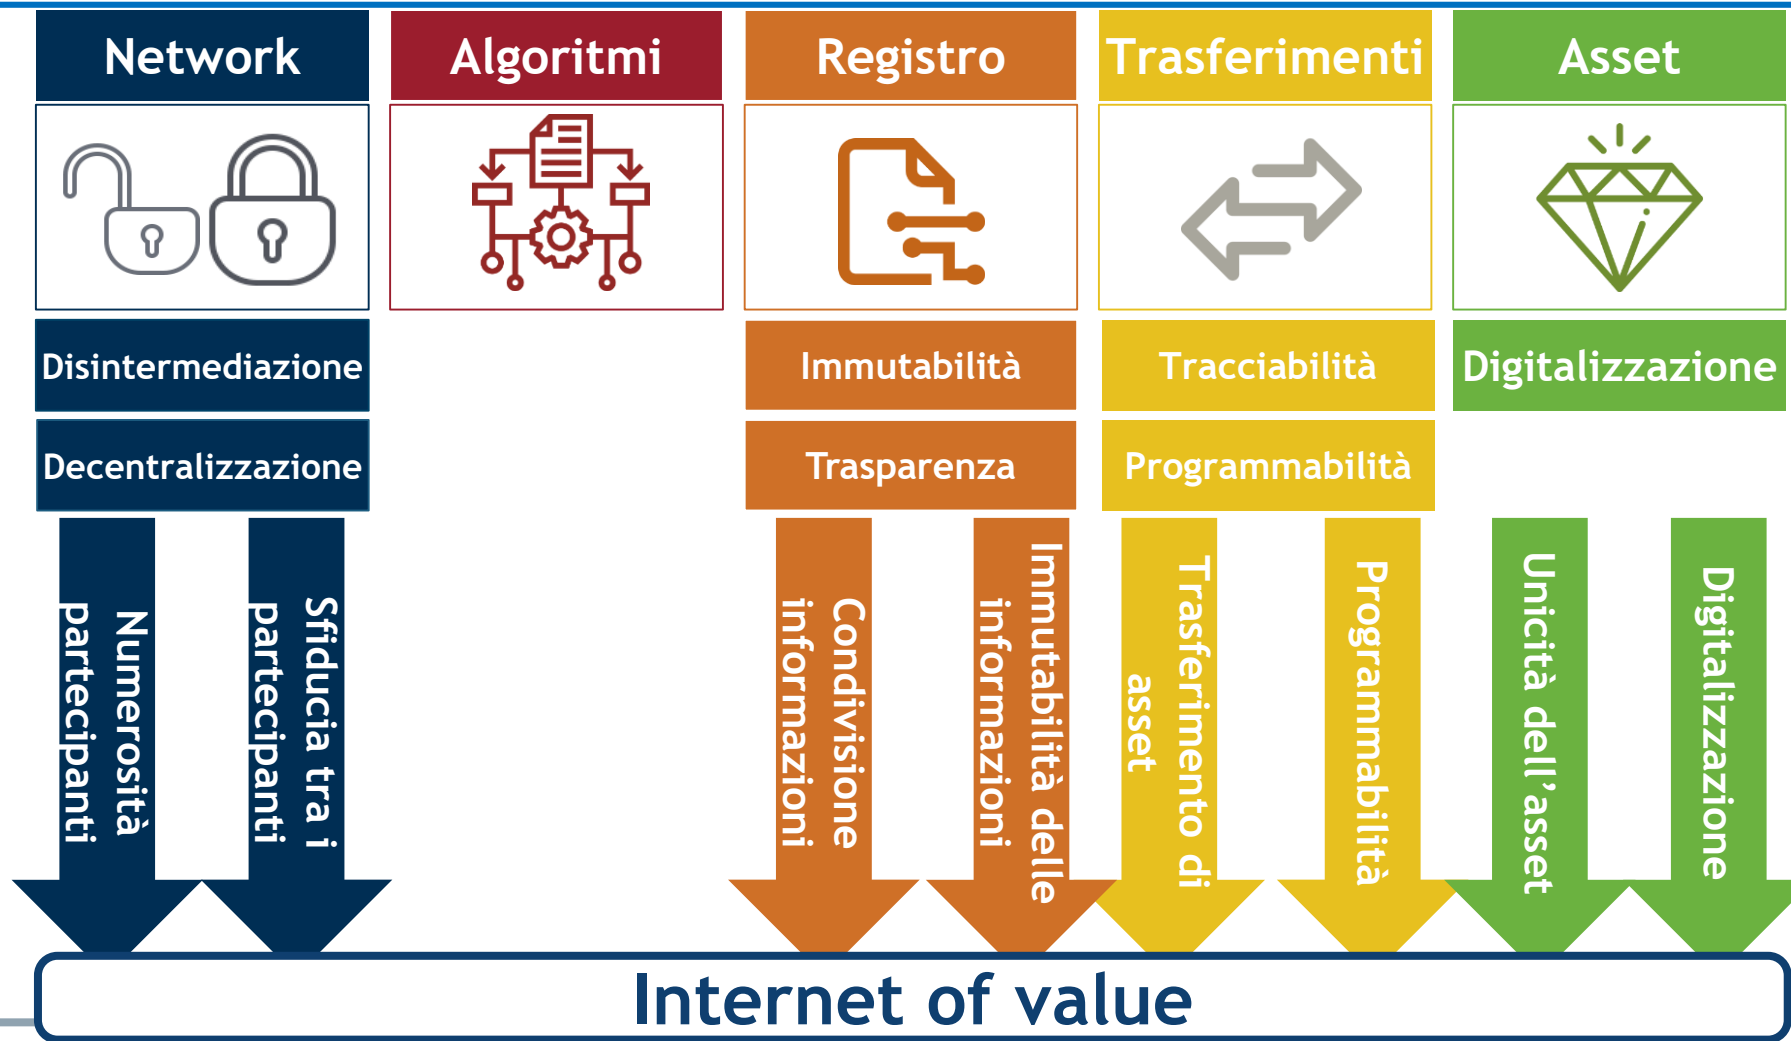 Network
Algoritmi
Registro
Trasferimenti
Asset
Disintermediazione
Immutabilità
Tracciabilità
Digitalizzazione
Decentralizzazione
Trasparenza
Programmabilità
Numerosità
partecipanti
Sfiducia tra i
partecipanti
Condivisione
informazioni
Immutabilità delle
informazioni
Trasferimento di
asset
Programmabilità
Unicità dell’asset
Digitalizzazione
Internet of value